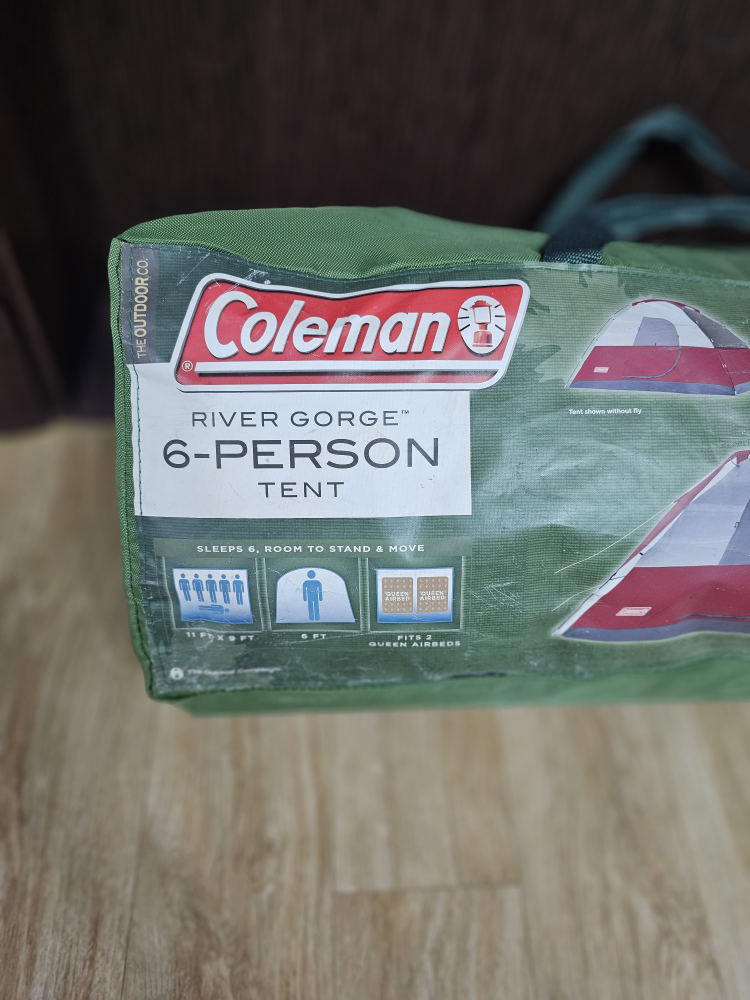 THE OUTDOOR CO.
Coleman
®
RIVER GORGE™
6-PERSON
TENT
SLEEPS 6, ROOM TO STAND & MOVE
QUEEN QUEEN
AIRBED AIRBED
11 FT X 9 FT
6 FT
FITS 2
QUEEN AIRBEDS
Tent shown without fly
Coleman